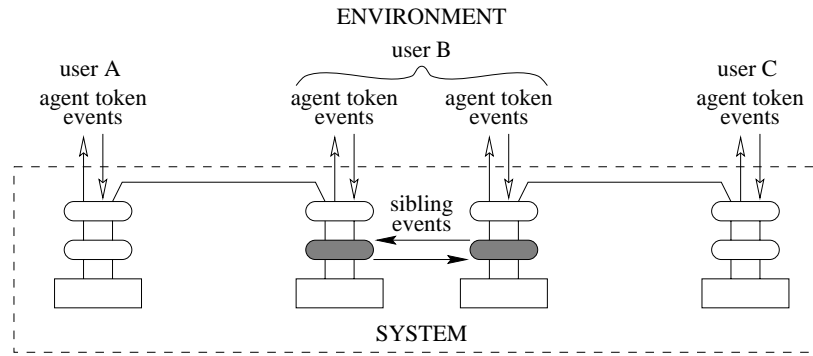 ENVIRONMENT
user B
user A
user C
agent token
events
agent token
events
agent token
events
agent token
events
sibling
events
SYSTEM